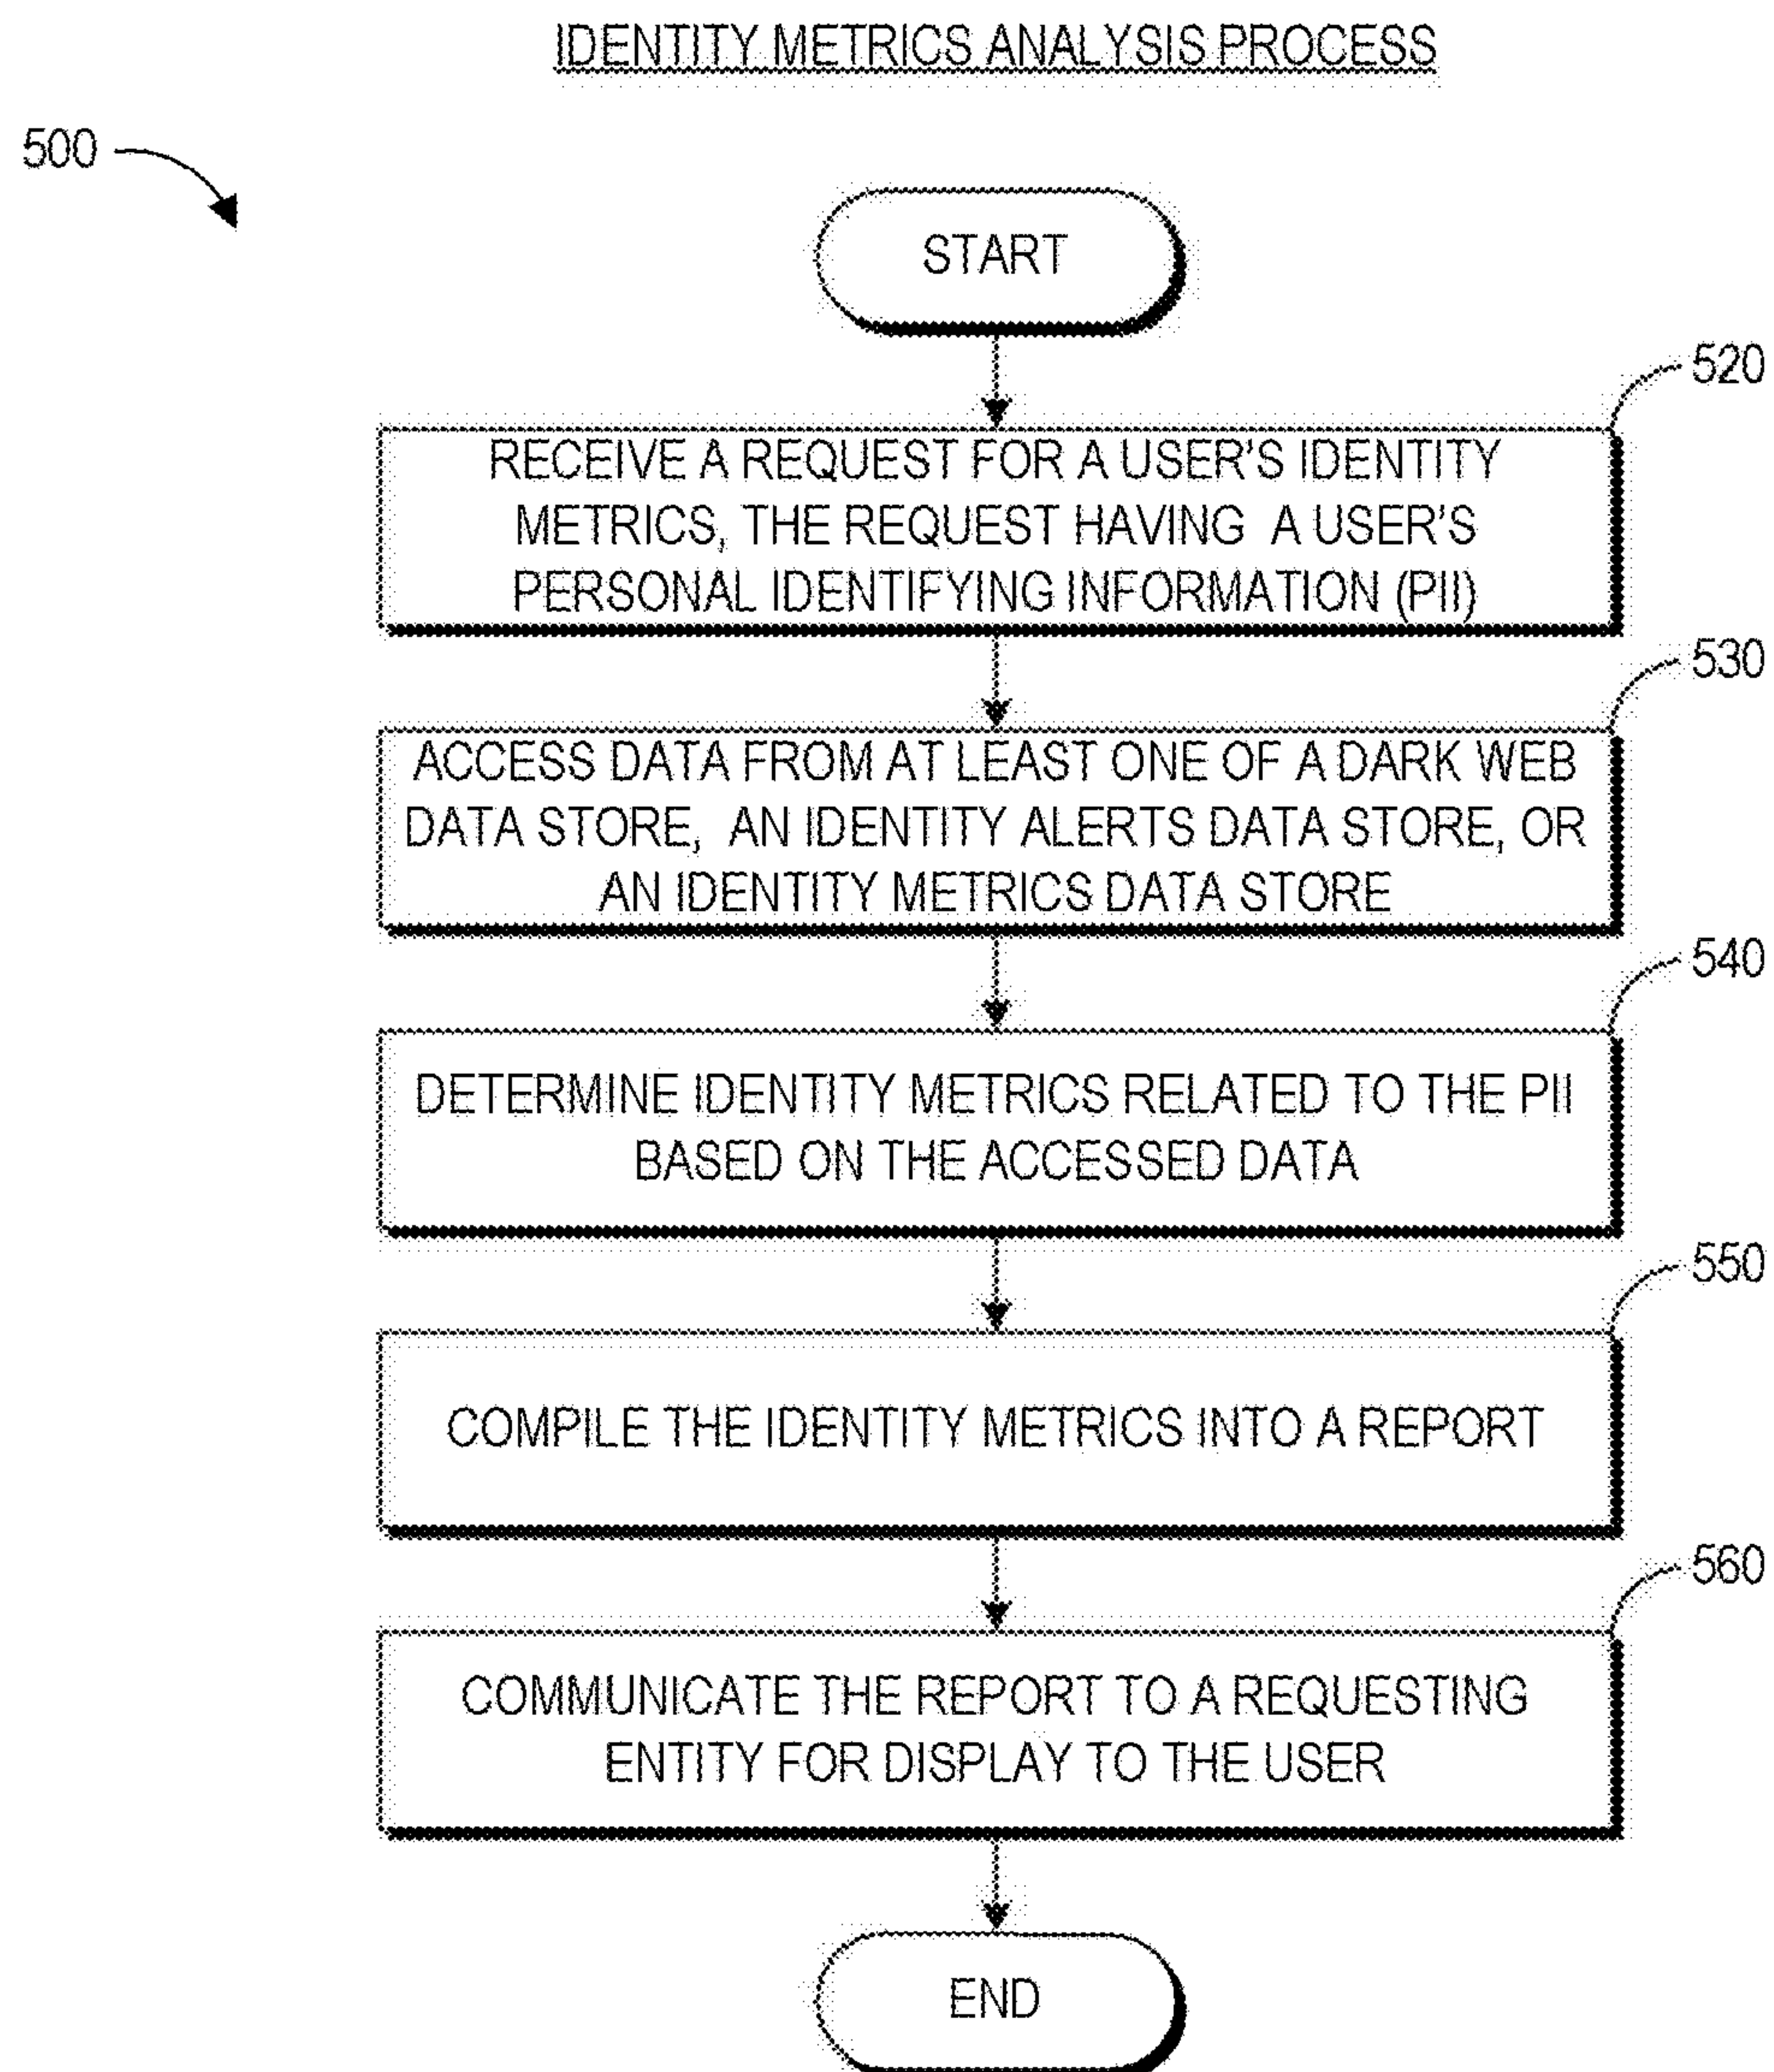 IDENTITY METRICS ANALYSIS PROCESS
500
START
520
RECEIVE A REQUEST FOR A USER'S IDENTITY
METRICS, THE REQUEST HAVING A USER'S
PERSONAL IDENTIFYING INFORMATION (PII)
530
ACCESS DATA FROM AT LEAST ONE OF A DARK WEB
DATA STORE, AN IDENTITY ALERTS DATA STORE, OR
AN IDENTITY METRICS DATA STORE
540
DETERMINE IDENTITY METRICS RELATED TO THE PII
BASED ON THE ACCESSED DATA
550
COMPILE THE IDENTITY METRICS INTO A REPORT
560
COMMUNICATE THE REPORT TO A REQUESTING
ENTITY FOR DISPLAY TO THE USER
END